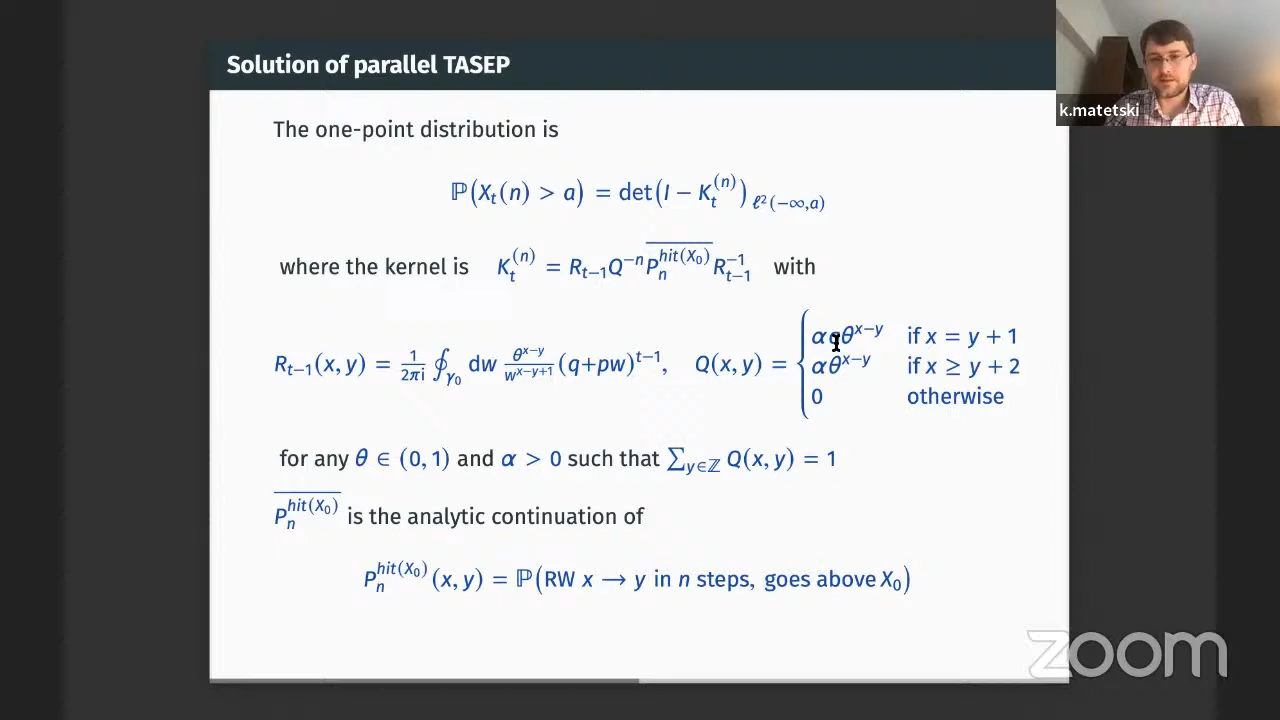 Solution of parallel TASEP
k.matetski
The one-point distribution is
ℙ(X_t(n) > a) = det(I − K_t^{(n)})_{ℓ²(−∞,a)}
where the kernel is K_t^{(n)} = R_{t−1}Q^{−n}\overline{P_n^{hit(X_0)}}R_{t−1}^{−1} with
R_{t−1}(x, y) = \frac{1}{2πi} ∮_{γ_0} dw \frac{θ^{x−y}}{w^{x−y+1}} (q+pw)^{t−1}, Q(x, y) =
θ^{x−y} if x = y + 1
αθ^{x−y} if x ≥ y + 2
0 otherwise
for any θ ∈ (0, 1) and α > 0 such that ∑_{y∈ℤ} Q(x, y) = 1
\overline{P_n^{hit(X_0)}} is the analytic continuation of
P_n^{hit(X_0)}(x, y) = ℙ(RW x → y in n steps, goes above X_0)
zoom